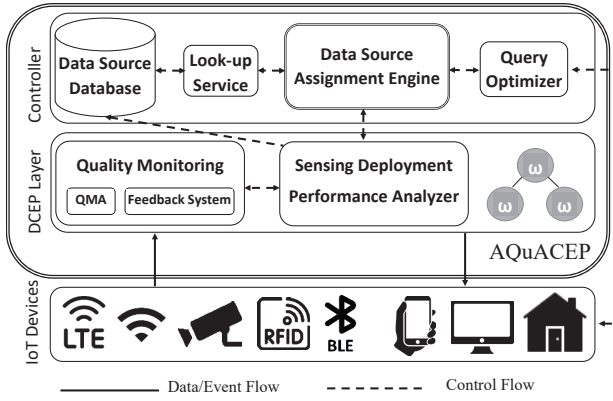 Controller
Data Source
Database
Look-up
Service
Data Source
Assignment Engine
Query
Optimizer
DCEP Layer
Quality Monitoring
QMA
Feedback System
Sensing Deployment
Performance Analyzer
ω
ω
ω
AQuACEP
IoT Devices
LTE
RFID
BLE
Data/Event Flow
Control Flow